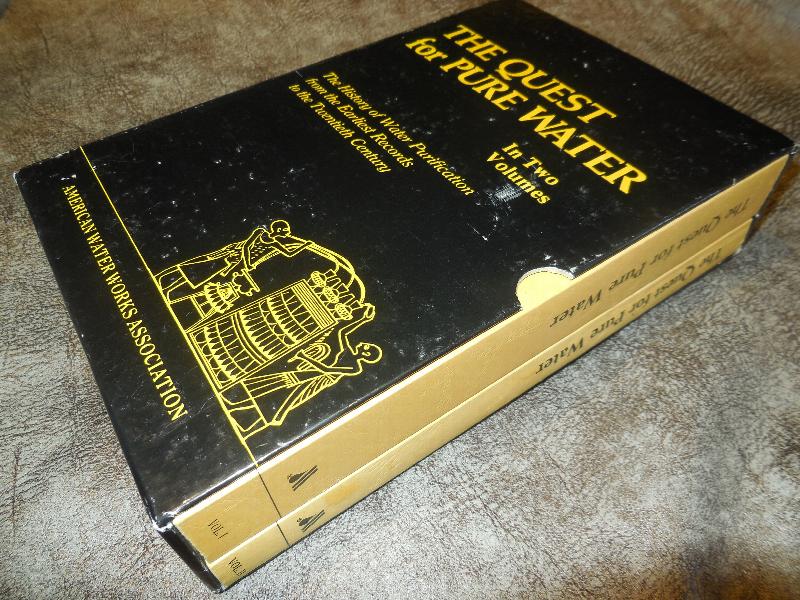 THE QUEST
for PURE WATER
In Two
Volumes
The History of Water Purification
from the Earliest Records
to the Twentieth Century
AMERICAN WATER WORKS ASSOCIATION
The Quest for Pure Water
The Quest for Pure Water
VOL. I
VOL. II